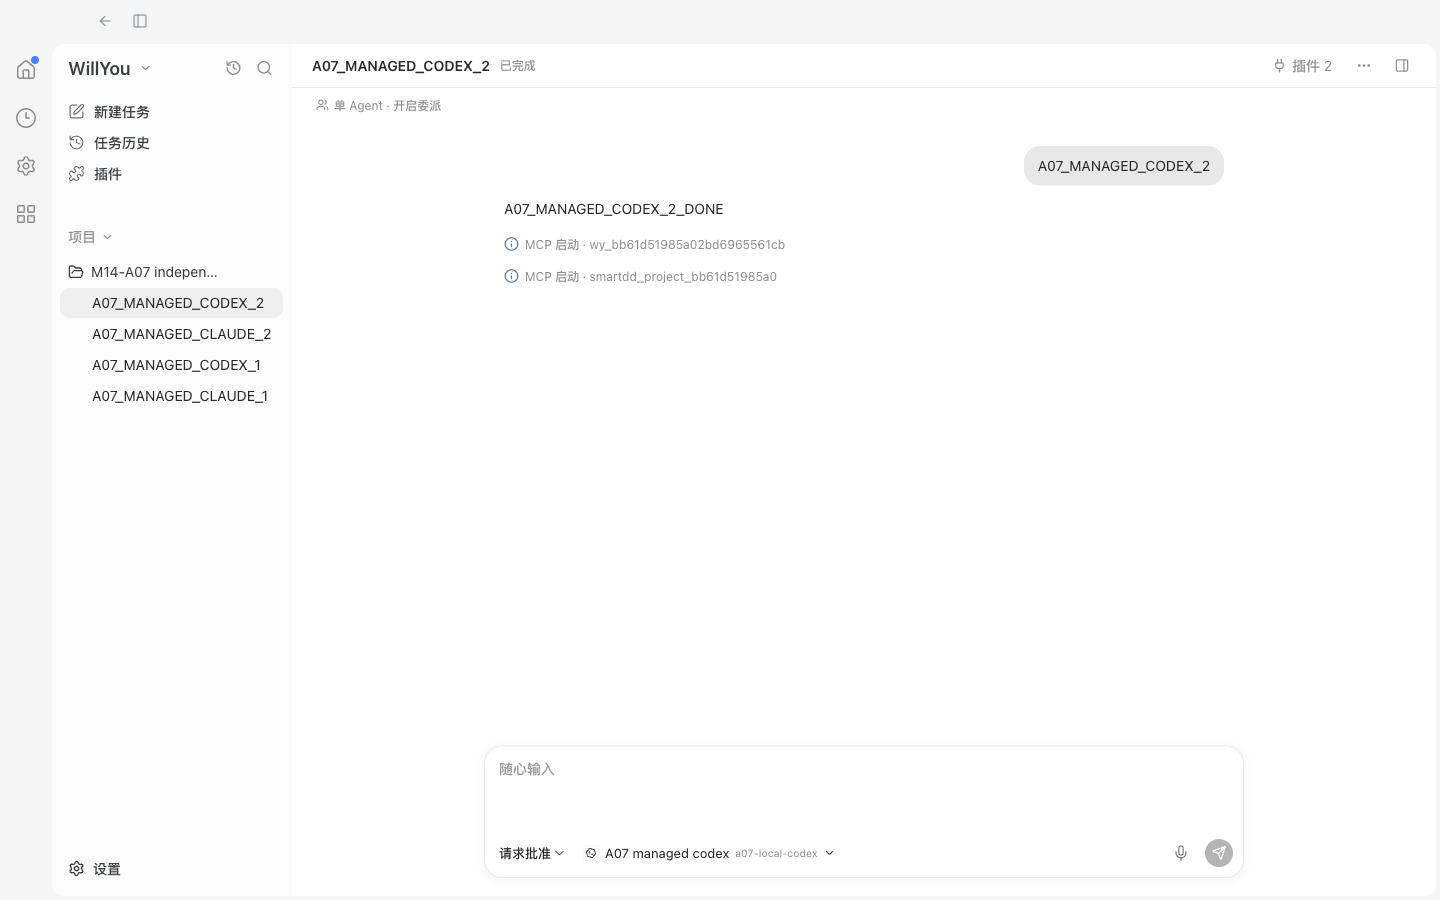 WillYou
新建任务
任务历史
插件
项目
M14-A07 indepen...
A07_MANAGED_CODEX_2
A07_MANAGED_CLAUDE_2
A07_MANAGED_CODEX_1
A07_MANAGED_CLAUDE_1
设置
A07_MANAGED_CODEX_2 已完成
插件 2
单 Agent · 开启委派
A07_MANAGED_CODEX_2
A07_MANAGED_CODEX_2_DONE
MCP 启动 · wy_bb61d51985a02bd6965561cb
MCP 启动 · smartdd_project_bb61d51985a0
随心输入
请求批准 A07 managed codex a07-local-codex